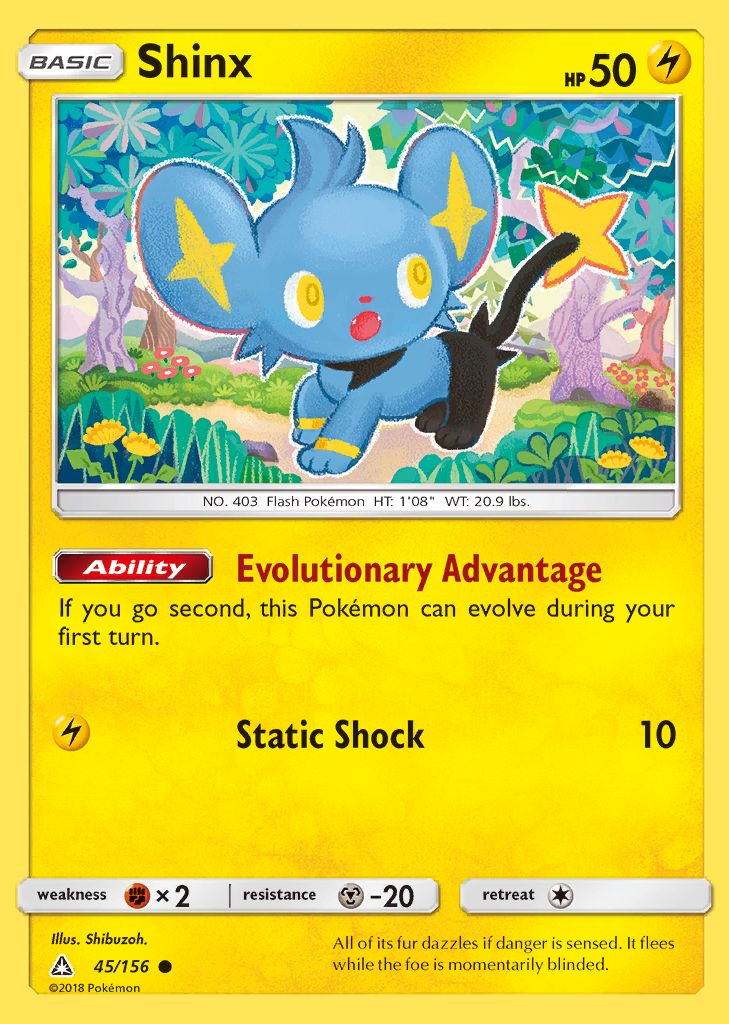 BASIC Shinx HP 50
NO. 403 Flash Pokémon HT: 1'08" WT: 20.9 lbs.
Ability Evolutionary Advantage
If you go second, this Pokémon can evolve during your
first turn.
Static Shock 10
weakness ×2 resistance -20 retreat
Illus. Shibuzoh.
45/156
©2018 Pokémon
All of its fur dazzles if danger is sensed. It flees
while the foe is momentarily blinded.